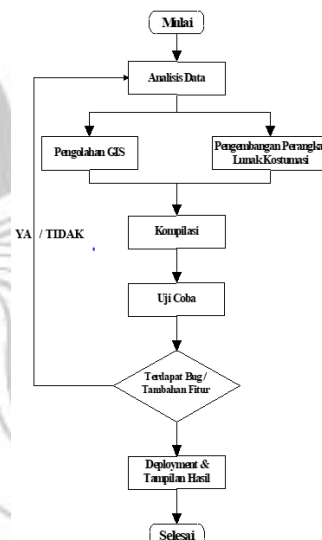 Mulai
Analisis Data
Pengolahan GIS
Pengembangan Perangka
Lunak Kostumasi
YA / TIDAK
Kompilasi
Uji Coba
Terdapat Bug /
Tambahan Fitur
Deployment &
Tampilan Hasil
Selesai